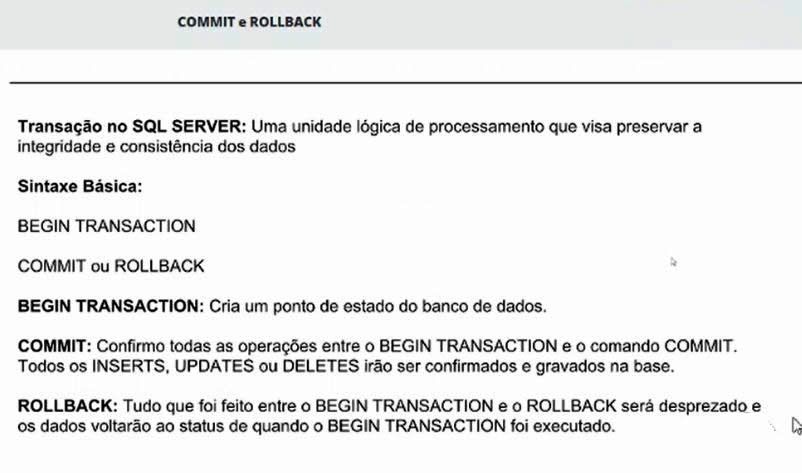 COMMIT e ROLLBACK
Transação no SQL SERVER: Uma unidade lógica de processamento que visa preservar a
integridade e consistência dos dados
Sintaxe Básica:
BEGIN TRANSACTION
COMMIT ou ROLLBACK
BEGIN TRANSACTION: Cria um ponto de estado do banco de dados.
COMMIT: Confirmo todas as operações entre o BEGIN TRANSACTION e o comando COMMIT.
Todos os INSERTS, UPDATES ou DELETES irão ser confirmados e gravados na base.
ROLLBACK: Tudo que foi feito entre o BEGIN TRANSACTION e o ROLLBACK será desprezado e
os dados voltarão ao status de quando o BEGIN TRANSACTION foi executado.